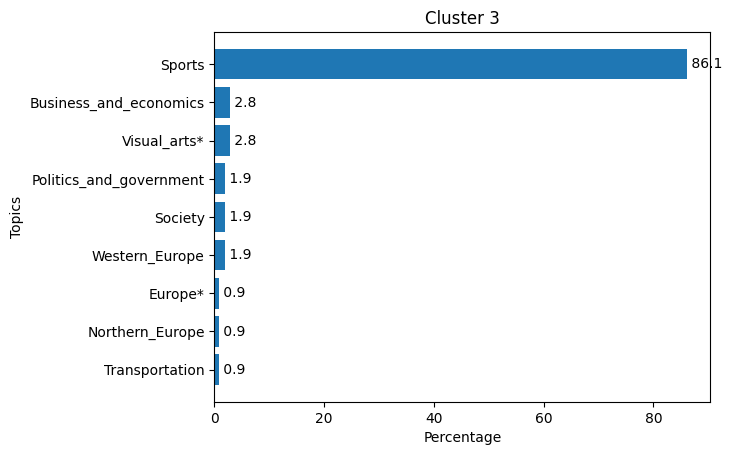 Cluster 3
Topics
Sports 86.1
Business_and_economics 2.8
Visual_arts* 2.8
Politics_and_government 1.9
Society 1.9
Western_Europe 1.9
Europe* 0.9
Northern_Europe 0.9
Transportation 0.9
0 20 40 60 80
Percentage